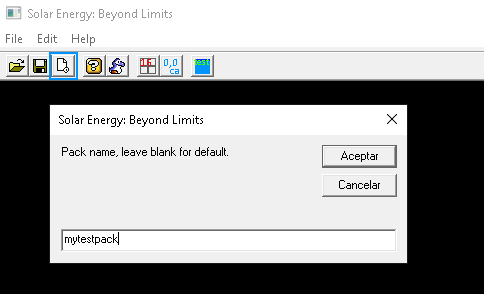 Solar Energy: Beyond Limits
File Edit Help
0,0
ca
TEST
Solar Energy: Beyond Limits
Pack name, leave blank for default.
Aceptar
Cancelar
mytestpack